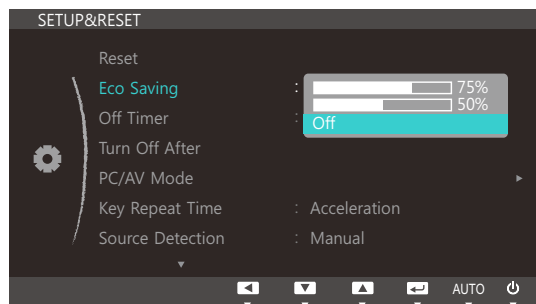 SETUP&RESET
Reset
Eco Saving : 75%
50%
Off Timer : Off
Turn Off After
PC/AV Mode
Key Repeat Time : Acceleration
Source Detection : Manual
AUTO